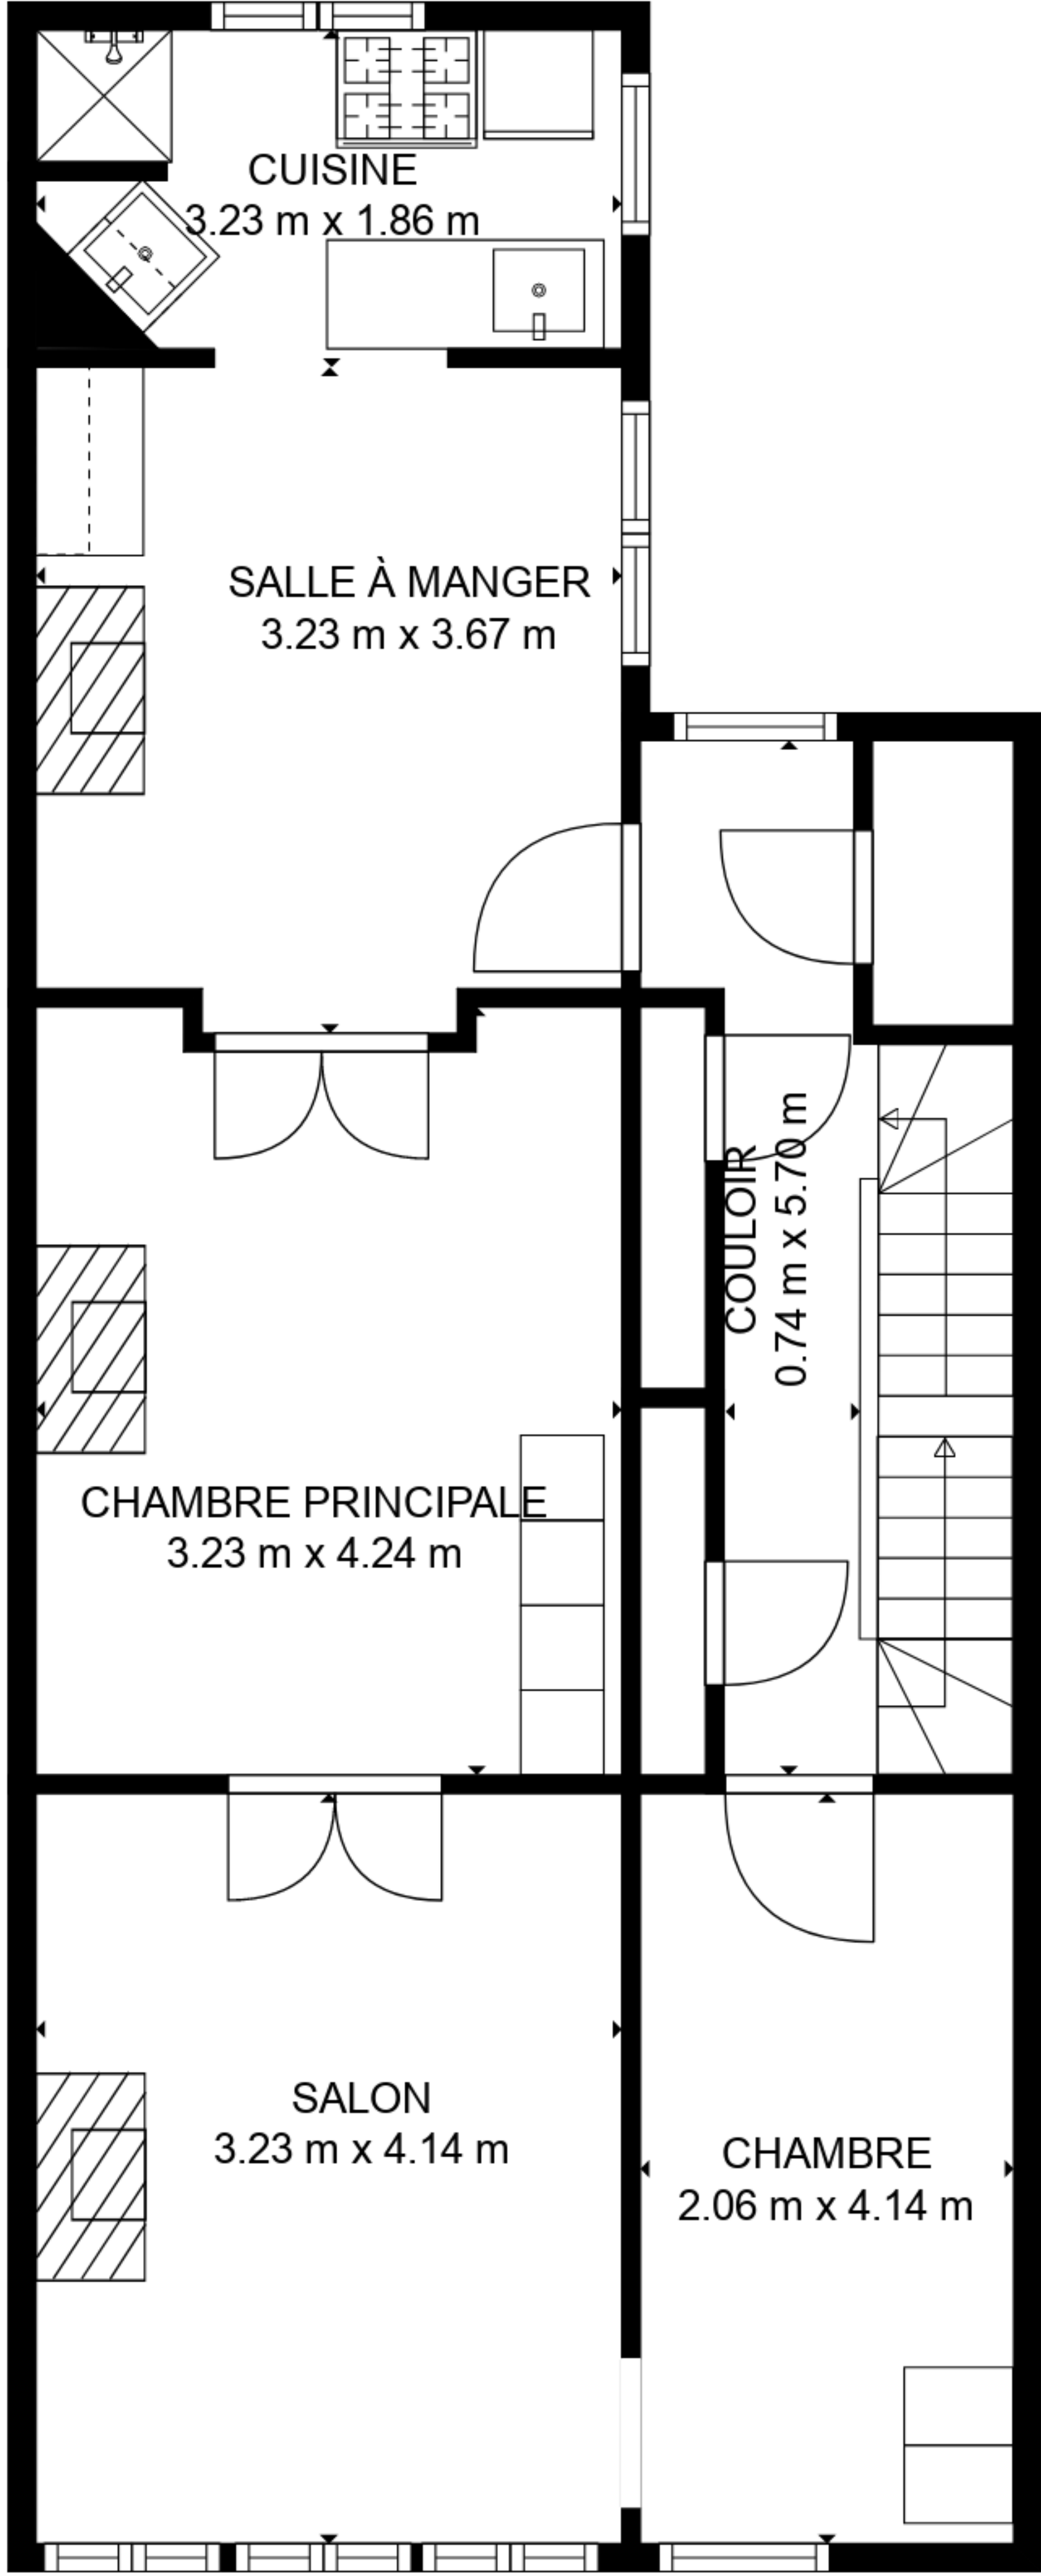 CUISINE
3.23 m x 1.86 m
SALLE À MANGER
3.23 m x 3.67 m
COULOIR
0.74 m x 5.70 m
CHAMBRE PRINCIPALE
3.23 m x 4.24 m
SALON
3.23 m x 4.14 m
CHAMBRE
2.06 m x 4.14 m